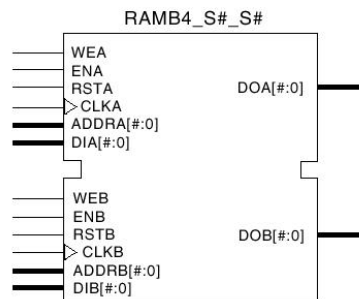 RAMB4_S#_S#
WEA
ENA
RSTA
DOA[#:0]
CLKA
ADDRA[#:0]
DIA[#:0]
WEB
ENB
RSTB
DOB[#:0]
CLKB
ADDRB[#:0]
DIB[#:0]